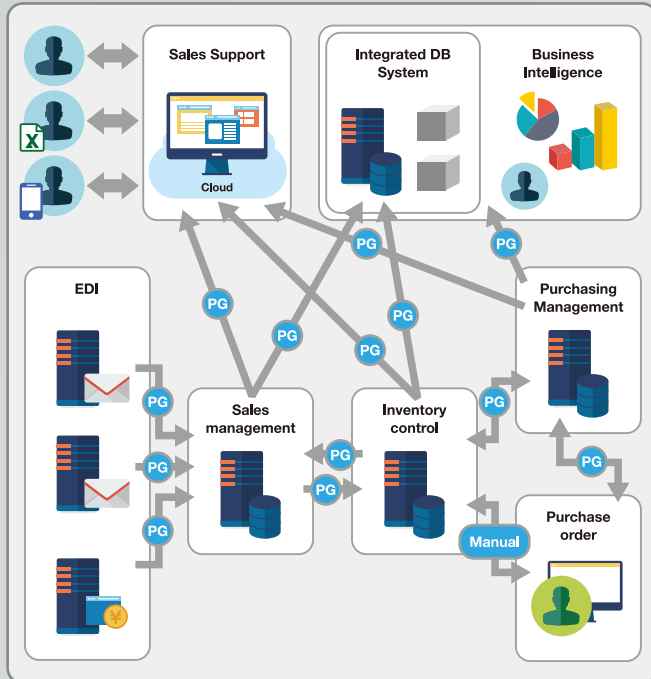 Sales Support
Integrated DB
System
Business
Intelligence
X
Cloud
PG
PG
EDI
PG
PG
PG
PG
Purchasing
Management
PG
Sales
management
Inventory
control
PG
PG
PG
PG
PG
PG
Manual
Purchase
order
¥